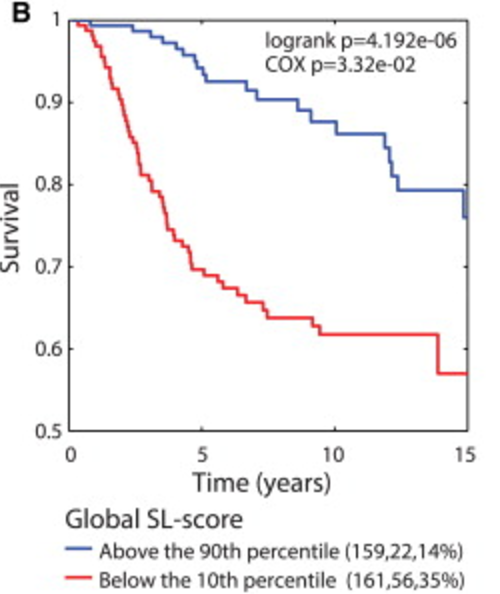 B
logrank p=4.192e-06
COX p=3.32e-02
1
0.9
0.8
0.7
0.6
0.5
Survival
0 5 10 15
Time (years)
Global SL-score
Above the 90th percentile (159,22,14%)
Below the 10th percentile (161,56,35%)